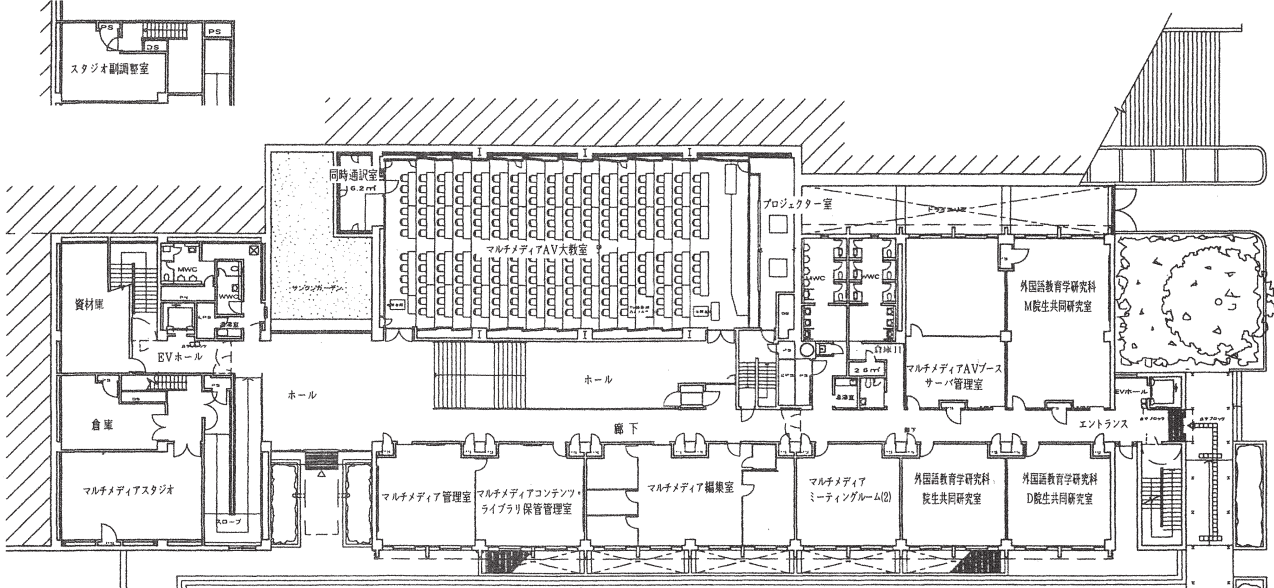 PS
PS
DS
スタジオ副調整室
同時通訳室
16.2㎡
プロジェクター室
マルチメディアAV大教室
サンクンガーデン
MWC
WWC
資材庫
EVホール
倉庫
マルチメディアスタジオ
スロープ
ホール
ホール
廊下
WWC
倉庫
外国語教育学研究科
M院生共同研究室
マルチメディアAVブース
サーバ管理室
EVホール
エントランス
廊下
マルチメディア管理室
マルチメディアコンテンツ・
ライブラリ保管管理室
マルチメディア編集室
マルチメディア
ミーティングルーム(2)
外国語教育学研究科
院生共同研究室
外国語教育学研究科
D院生共同研究室